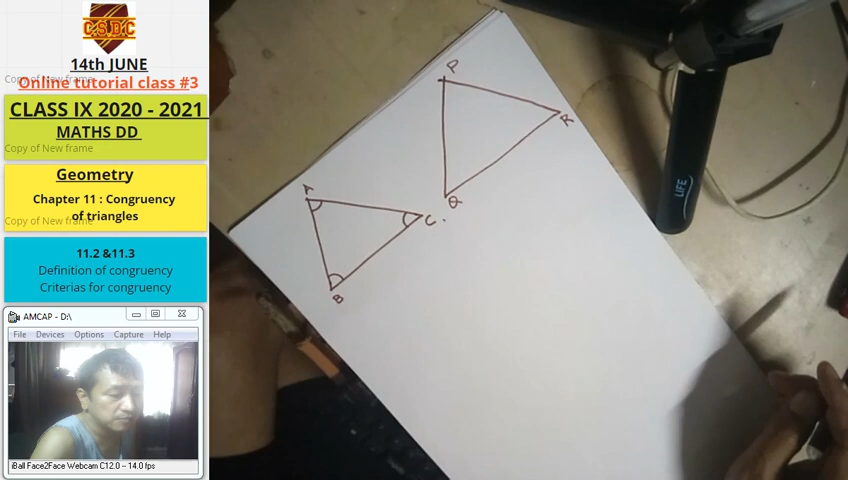 C.S.D.C
14th JUNE
Copy of New frame
Online tutorial class #3
CLASS IX 2020 - 2021
MATHS DD
Copy of New frame
Geometry
Chapter 11 : Congruency
of triangles
Copy of New frame
11.2 &11.3
Definition of congruency
Criterias for congruency
AMCAP - D:\
File Devices Options Capture Help
iBall Face2Face Webcam C12.0 -- 14.0 fps
P
R
Q
A
C.
B
LIFE